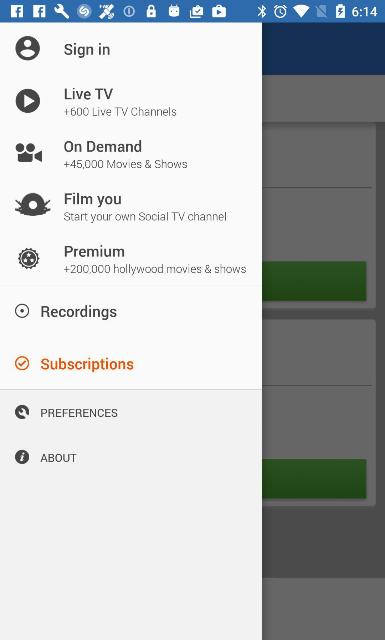 6:14
Sign in
Live TV
+600 Live TV Channels
On Demand
+45,000 Movies & Shows
Film you
Start your own Social TV channel
Premium
+200,000 hollywood movies & shows
Recordings
Subscriptions
PREFERENCES
ABOUT